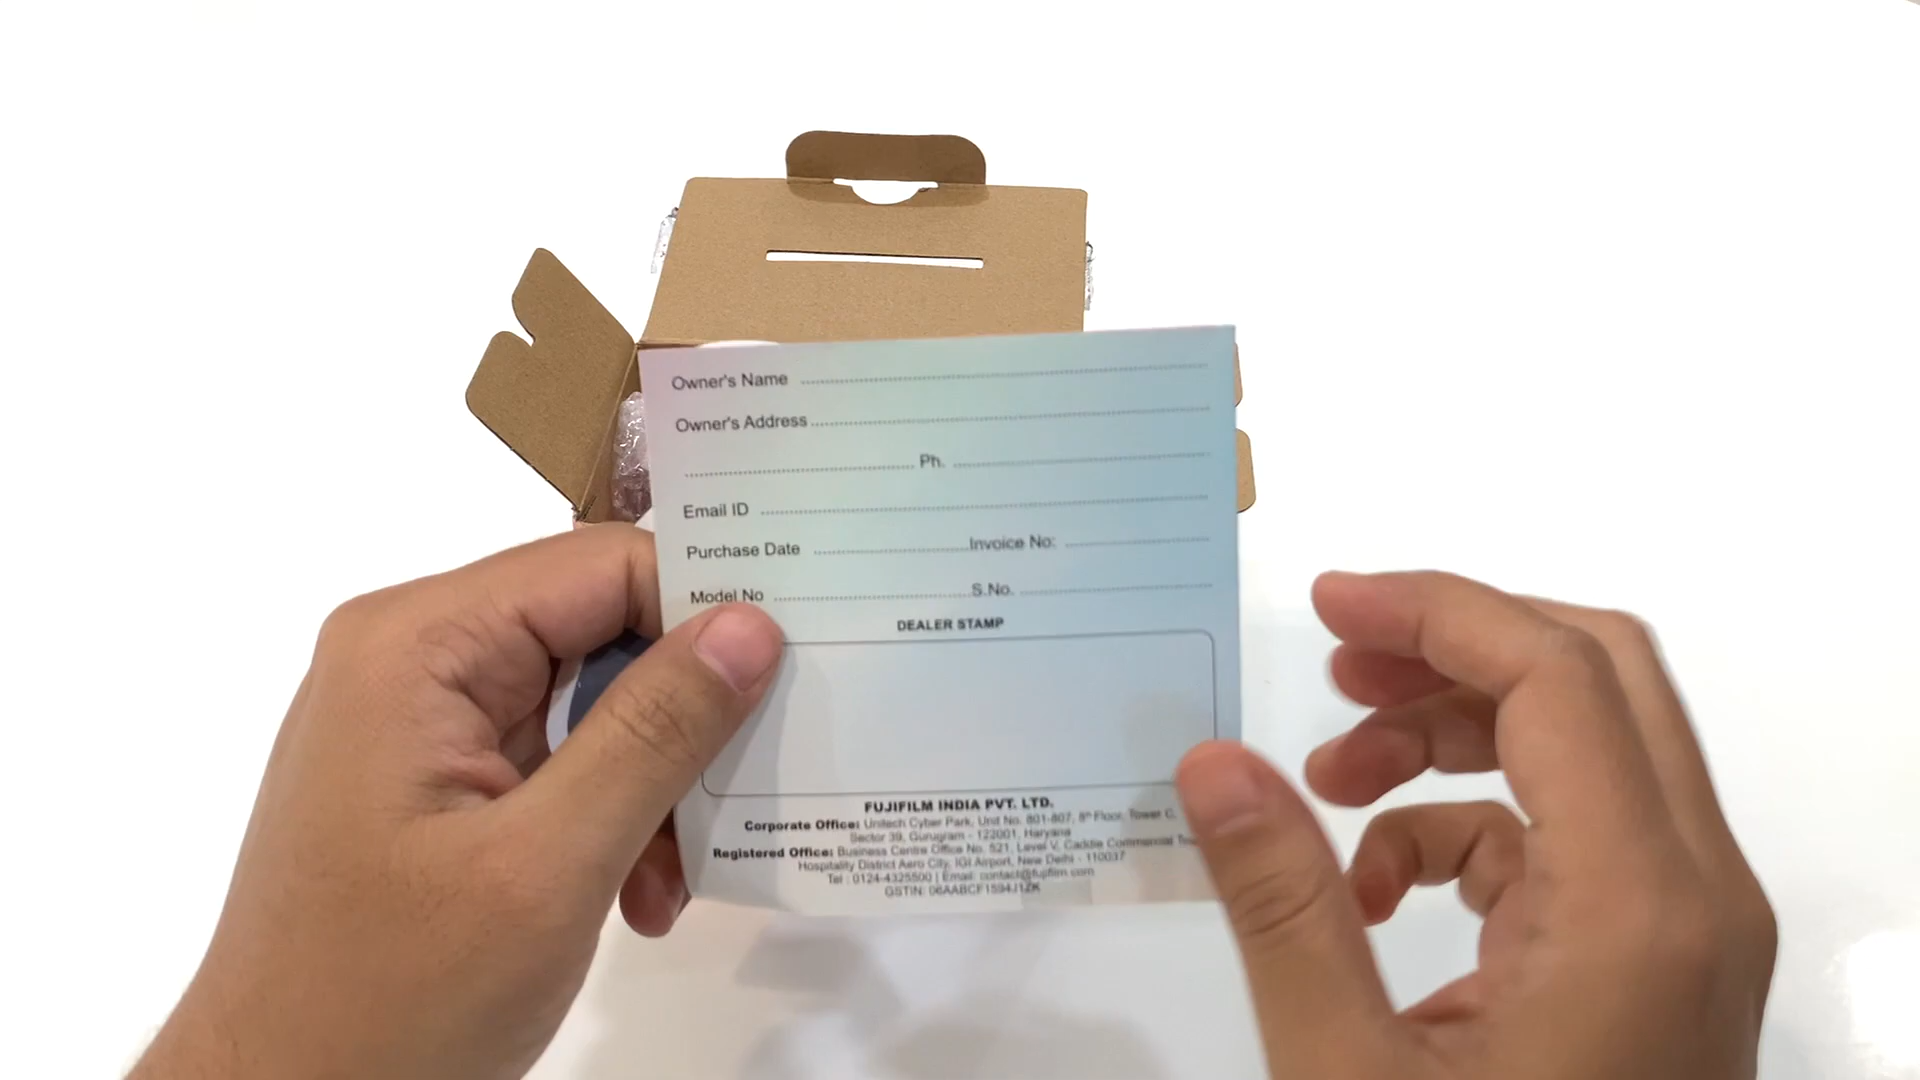 Owner's Name
Owner's Address
Ph.
Email ID
Purchase Date Invoice No:
Model No S.No.
DEALER STAMP
FUJIFILM INDIA PVT. LTD.
Corporate Office: Unitech Cyber Park, Unit No. 801-807, 8th Floor, Tower C,
Sector 39, Gurugram - 122001, Haryana
Registered Office: Business Centre Office No. 521, Level V, Caddie Commercial
Hospitality District Aero City, IGI Airport, New Delhi - 110037
Tel : 0124-4325500 | Email: contact@fujifilm.com
GSTIN: 06AABCF1594J1ZK